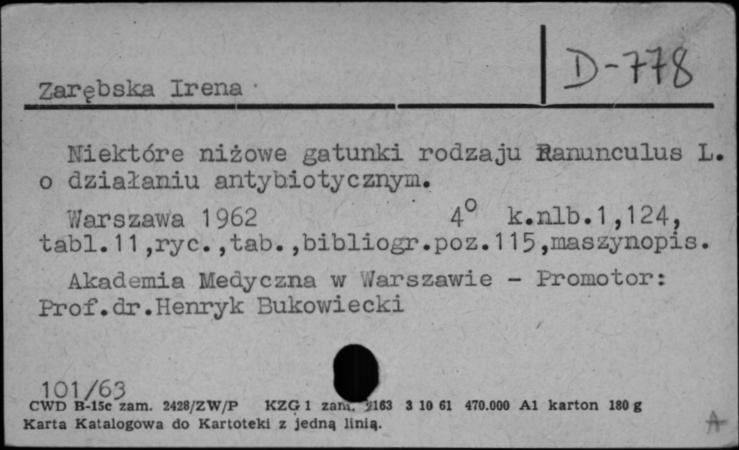 D-778
Zarębska Irena
Niektóre niżowe gatunki rodzaju Ranunculus L.
o działaniu antybiotycznym.
Warszawa 1962 4° k.nlb.1,124,
tabl.11,ryc.,tab.,bibliogr.poz.115,maszynopis.
Akademia Medyczna w Warszawie - Promotor:
Prof.dr.Henryk Bukowiecki
101/63
CWD B-15c zam. 2428/ZW/P KZG 1 zam. 3 10 61 470.000 A1 karton 180 g
Karta Katalogowa do Kartoteki z jedną linią.
A